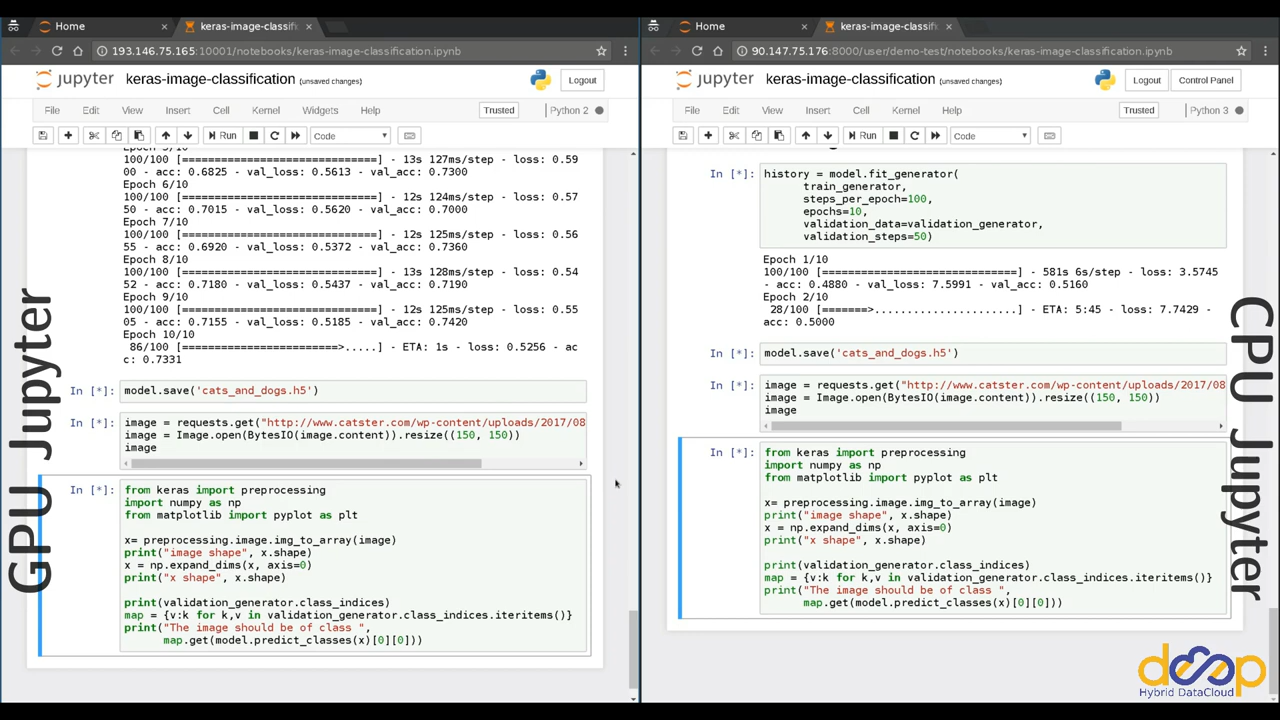 Home
keras-image-classification
193.146.75.165:10001/notebooks/keras-image-classification.ipynb
jupyter keras-image-classification (unsaved changes)
Logout
File Edit View Insert Cell Kernel Widgets Help
Trusted
Python 2
Run
Code
100/100 [==============================] - 13s 127ms/step - loss: 0.59
00 - acc: 0.6825 - val_loss: 0.5613 - val_acc: 0.7300
Epoch 6/10
100/100 [==============================] - 12s 124ms/step - loss: 0.57
50 - acc: 0.7015 - val_loss: 0.5620 - val_acc: 0.7000
Epoch 7/10
100/100 [==============================] - 12s 125ms/step - loss: 0.56
55 - acc: 0.6920 - val_loss: 0.5372 - val_acc: 0.7360
Epoch 8/10
100/100 [==============================] - 13s 128ms/step - loss: 0.54
52 - acc: 0.7180 - val_loss: 0.5437 - val_acc: 0.7190
Epoch 9/10
100/100 [==============================] - 12s 125ms/step - loss: 0.55
05 - acc: 0.7155 - val_loss: 0.5185 - val_acc: 0.7420
Epoch 10/10
86/100 [========================>.....] - ETA: 1s - loss: 0.5256 - ac
c: 0.7331
In [*]: model.save('cats_and_dogs.h5')
In [*]: image = requests.get("http://www.catster.com/wp-content/uploads/2017/08
image = Image.open(BytesIO(image.content)).resize((150, 150))
image
In [*]: from keras import preprocessing
import numpy as np
from matplotlib import pyplot as plt
x= preprocessing.image.img_to_array(image)
print("image shape", x.shape)
x = np.expand_dims(x, axis=0)
print("x shape", x.shape)
print(validation_generator.class_indices)
map = {v:k for k,v in validation_generator.class_indices.iteritems()}
print("The image should be of class ",
map.get(model.predict_classes(x)[0][0]))
GPU Jupyter
Home
keras-image-classification
90.147.75.176:8000/user/demo-test/notebooks/keras-image-classification.ipynb
jupyter keras-image-classification (unsaved changes)
Logout
Control Panel
File Edit View Insert Cell Kernel Help
Trusted
Python 3
Run
Code
In [*]: history = model.fit_generator(
train_generator,
steps_per_epoch=100,
epochs=10,
validation_data=validation_generator,
validation_steps=50)
Epoch 1/10
100/100 [==============================] - 581s 6s/step - loss: 3.5745
- acc: 0.4880 - val_loss: 7.5991 - val_acc: 0.5160
Epoch 2/10
28/100 [=======>......................] - ETA: 5:45 - loss: 7.7429 -
acc: 0.5000
In [*]: model.save('cats_and_dogs.h5')
In [*]: image = requests.get("http://www.catster.com/wp-content/uploads/2017/08
image = Image.open(BytesIO(image.content)).resize((150, 150))
image
In [*]: from keras import preprocessing
import numpy as np
from matplotlib import pyplot as plt
x= preprocessing.image.img_to_array(image)
print("image shape", x.shape)
x = np.expand_dims(x, axis=0)
print("x shape", x.shape)
print(validation_generator.class_indices)
map = {v:k for k,v in validation_generator.class_indices.iteritems()}
print("The image should be of class ",
map.get(model.predict_classes(x)[0][0]))
CPU Jupyter
deep
Hybrid DataCloud